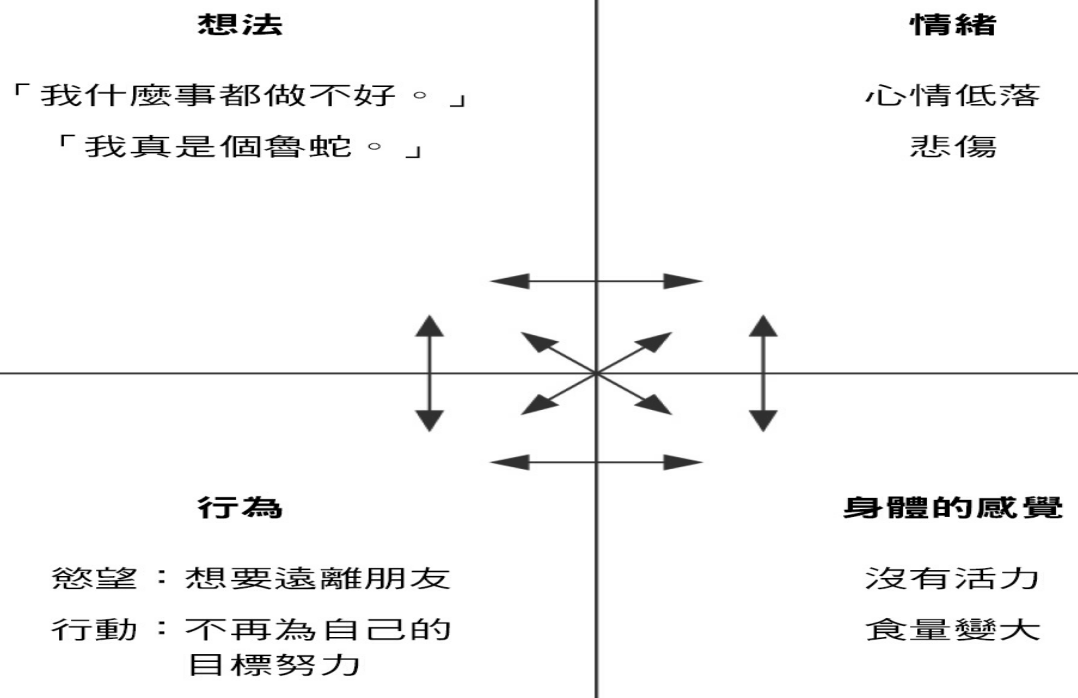 想法
「我什麼事都做不好。」
「我真是個魯蛇。」
情緒
心情低落
悲傷
行為
慾望：想要遠離朋友
行動：不再為自己的
目標努力
身體的感覺
沒有活力
食量變大